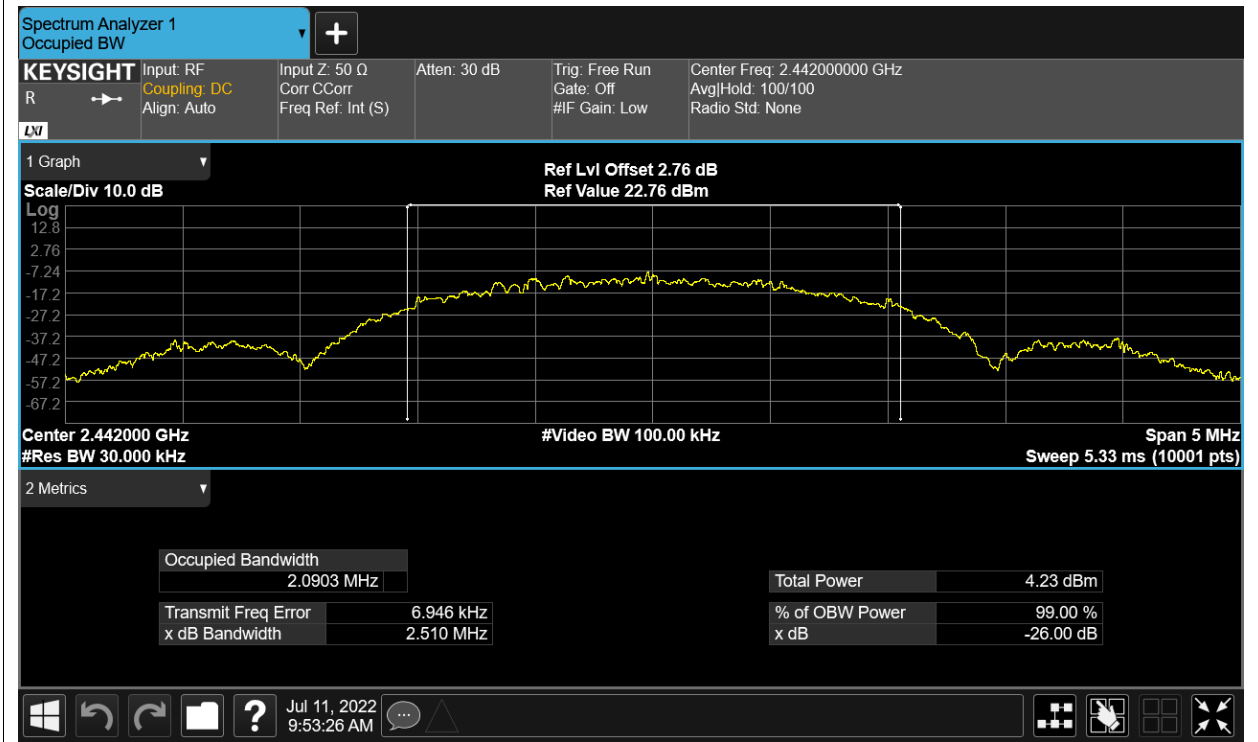 Spectrum Analyzer 1
Occupied BW
KEYSIGHT Input: RF Input Z: 50 Ω Atten: 30 dB Trig: Free Run Center Freq: 2.442000000 GHz
R Coupling: DC Corr CCorr Gate: Off Avg|Hold: 100/100
Align: Auto Freq Ref: Int (S) #IF Gain: Low Radio Std: None
LXI
1 Graph
Ref Lvl Offset 2.76 dB
Scale/Div 10.0 dB Ref Value 22.76 dBm
Log
12.8
2.76
-7.24
-17.2
-27.2
-37.2
-47.2
-57.2
-67.2
Center 2.442000 GHz #Video BW 100.00 kHz Span 5 MHz
#Res BW 30.000 kHz Sweep 5.33 ms (10001 pts)
2 Metrics
Occupied Bandwidth
2.0903 MHz Total Power 4.23 dBm
Transmit Freq Error 6.946 kHz % of OBW Power 99.00 %
x dB Bandwidth 2.510 MHz x dB -26.00 dB
? Jul 11, 2022
9:53:26 AM